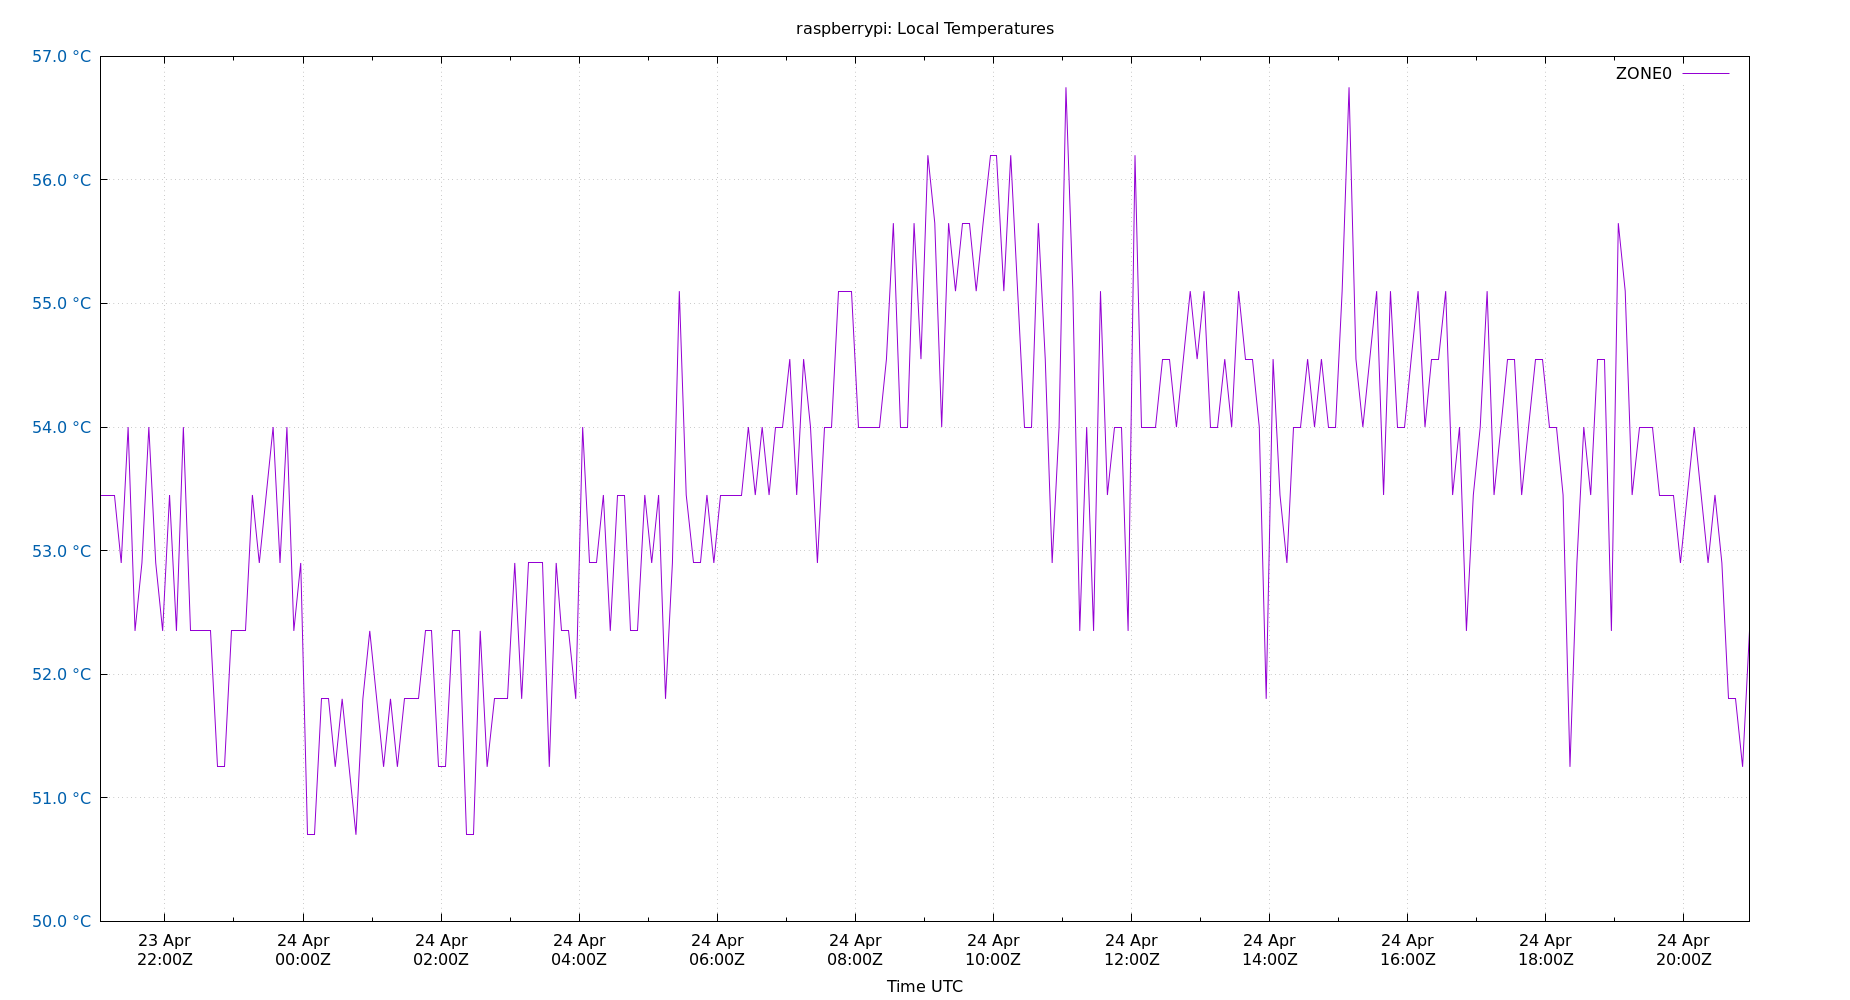 raspberrypi: Local Temperatures
57.0 °C
ZONE0
56.0 °C
55.0 °C
54.0 °C
53.0 °C
52.0 °C
51.0 °C
50.0 °C
23 Apr 24 Apr 24 Apr 24 Apr 24 Apr 24 Apr 24 Apr 24 Apr 24 Apr 24 Apr 24 Apr 24 Apr
22:00Z 00:00Z 02:00Z 04:00Z 06:00Z 08:00Z 10:00Z 12:00Z 14:00Z 16:00Z 18:00Z 20:00Z
Time UTC